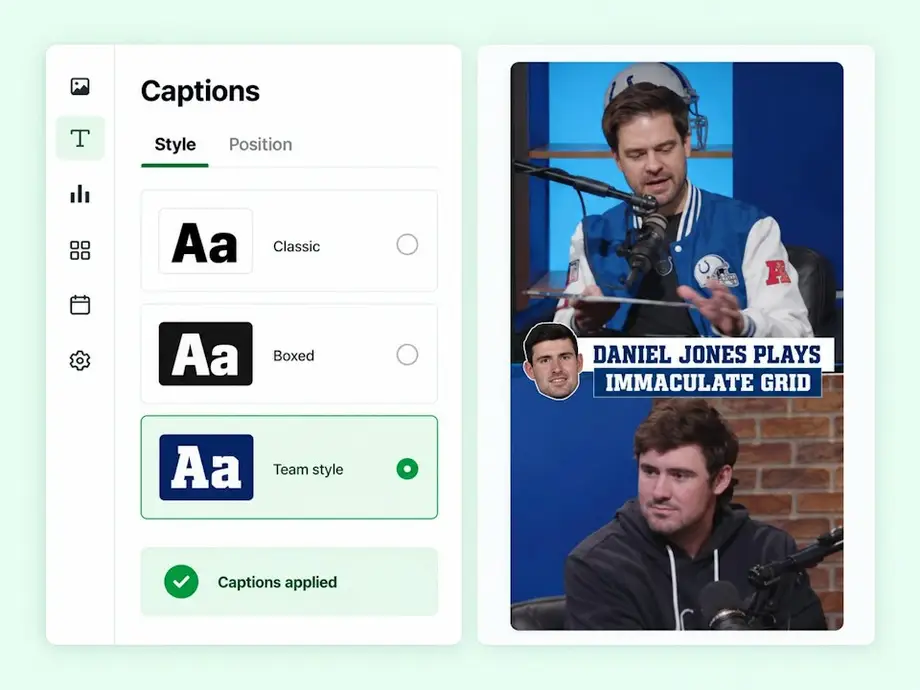 Captions
Style
Position
Aa
Classic
Aa
Boxed
Aa
Team style
Captions applied
DANIEL JONES PLAYS
IMMACULATE GRID